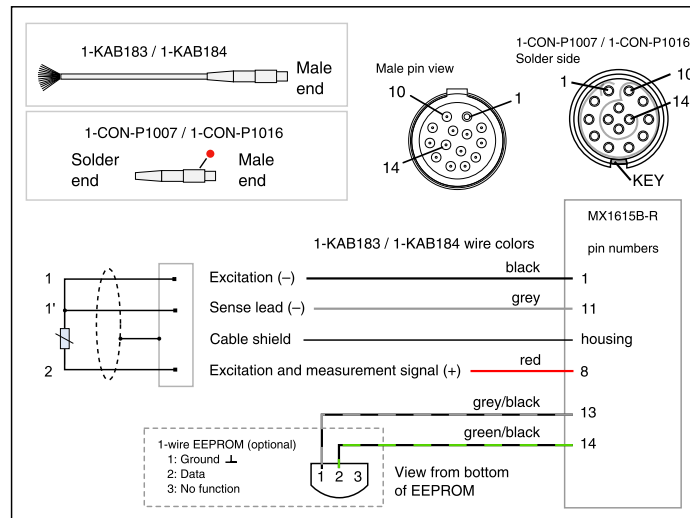 1-KAB183 / 1-KAB184
Male
end
1-CON-P1007 / 1-CON-P1016
Solder
end
Male
end
Male pin view
10
1
14
1-CON-P1007 / 1-CON-P1016
Solder side
1
10
14
KEY
MX1615B-R
pin numbers
1-KAB183 / 1-KAB184 wire colors
1
Excitation (–)
black
1
1'
Sense lead (–)
grey
11
Cable shield
housing
2
Excitation and measurement signal (+)
red
8
grey/black
13
green/black
14
1-wire EEPROM (optional)
1: Ground
2: Data
3: No function
1 2 3
View from bottom
of EEPROM